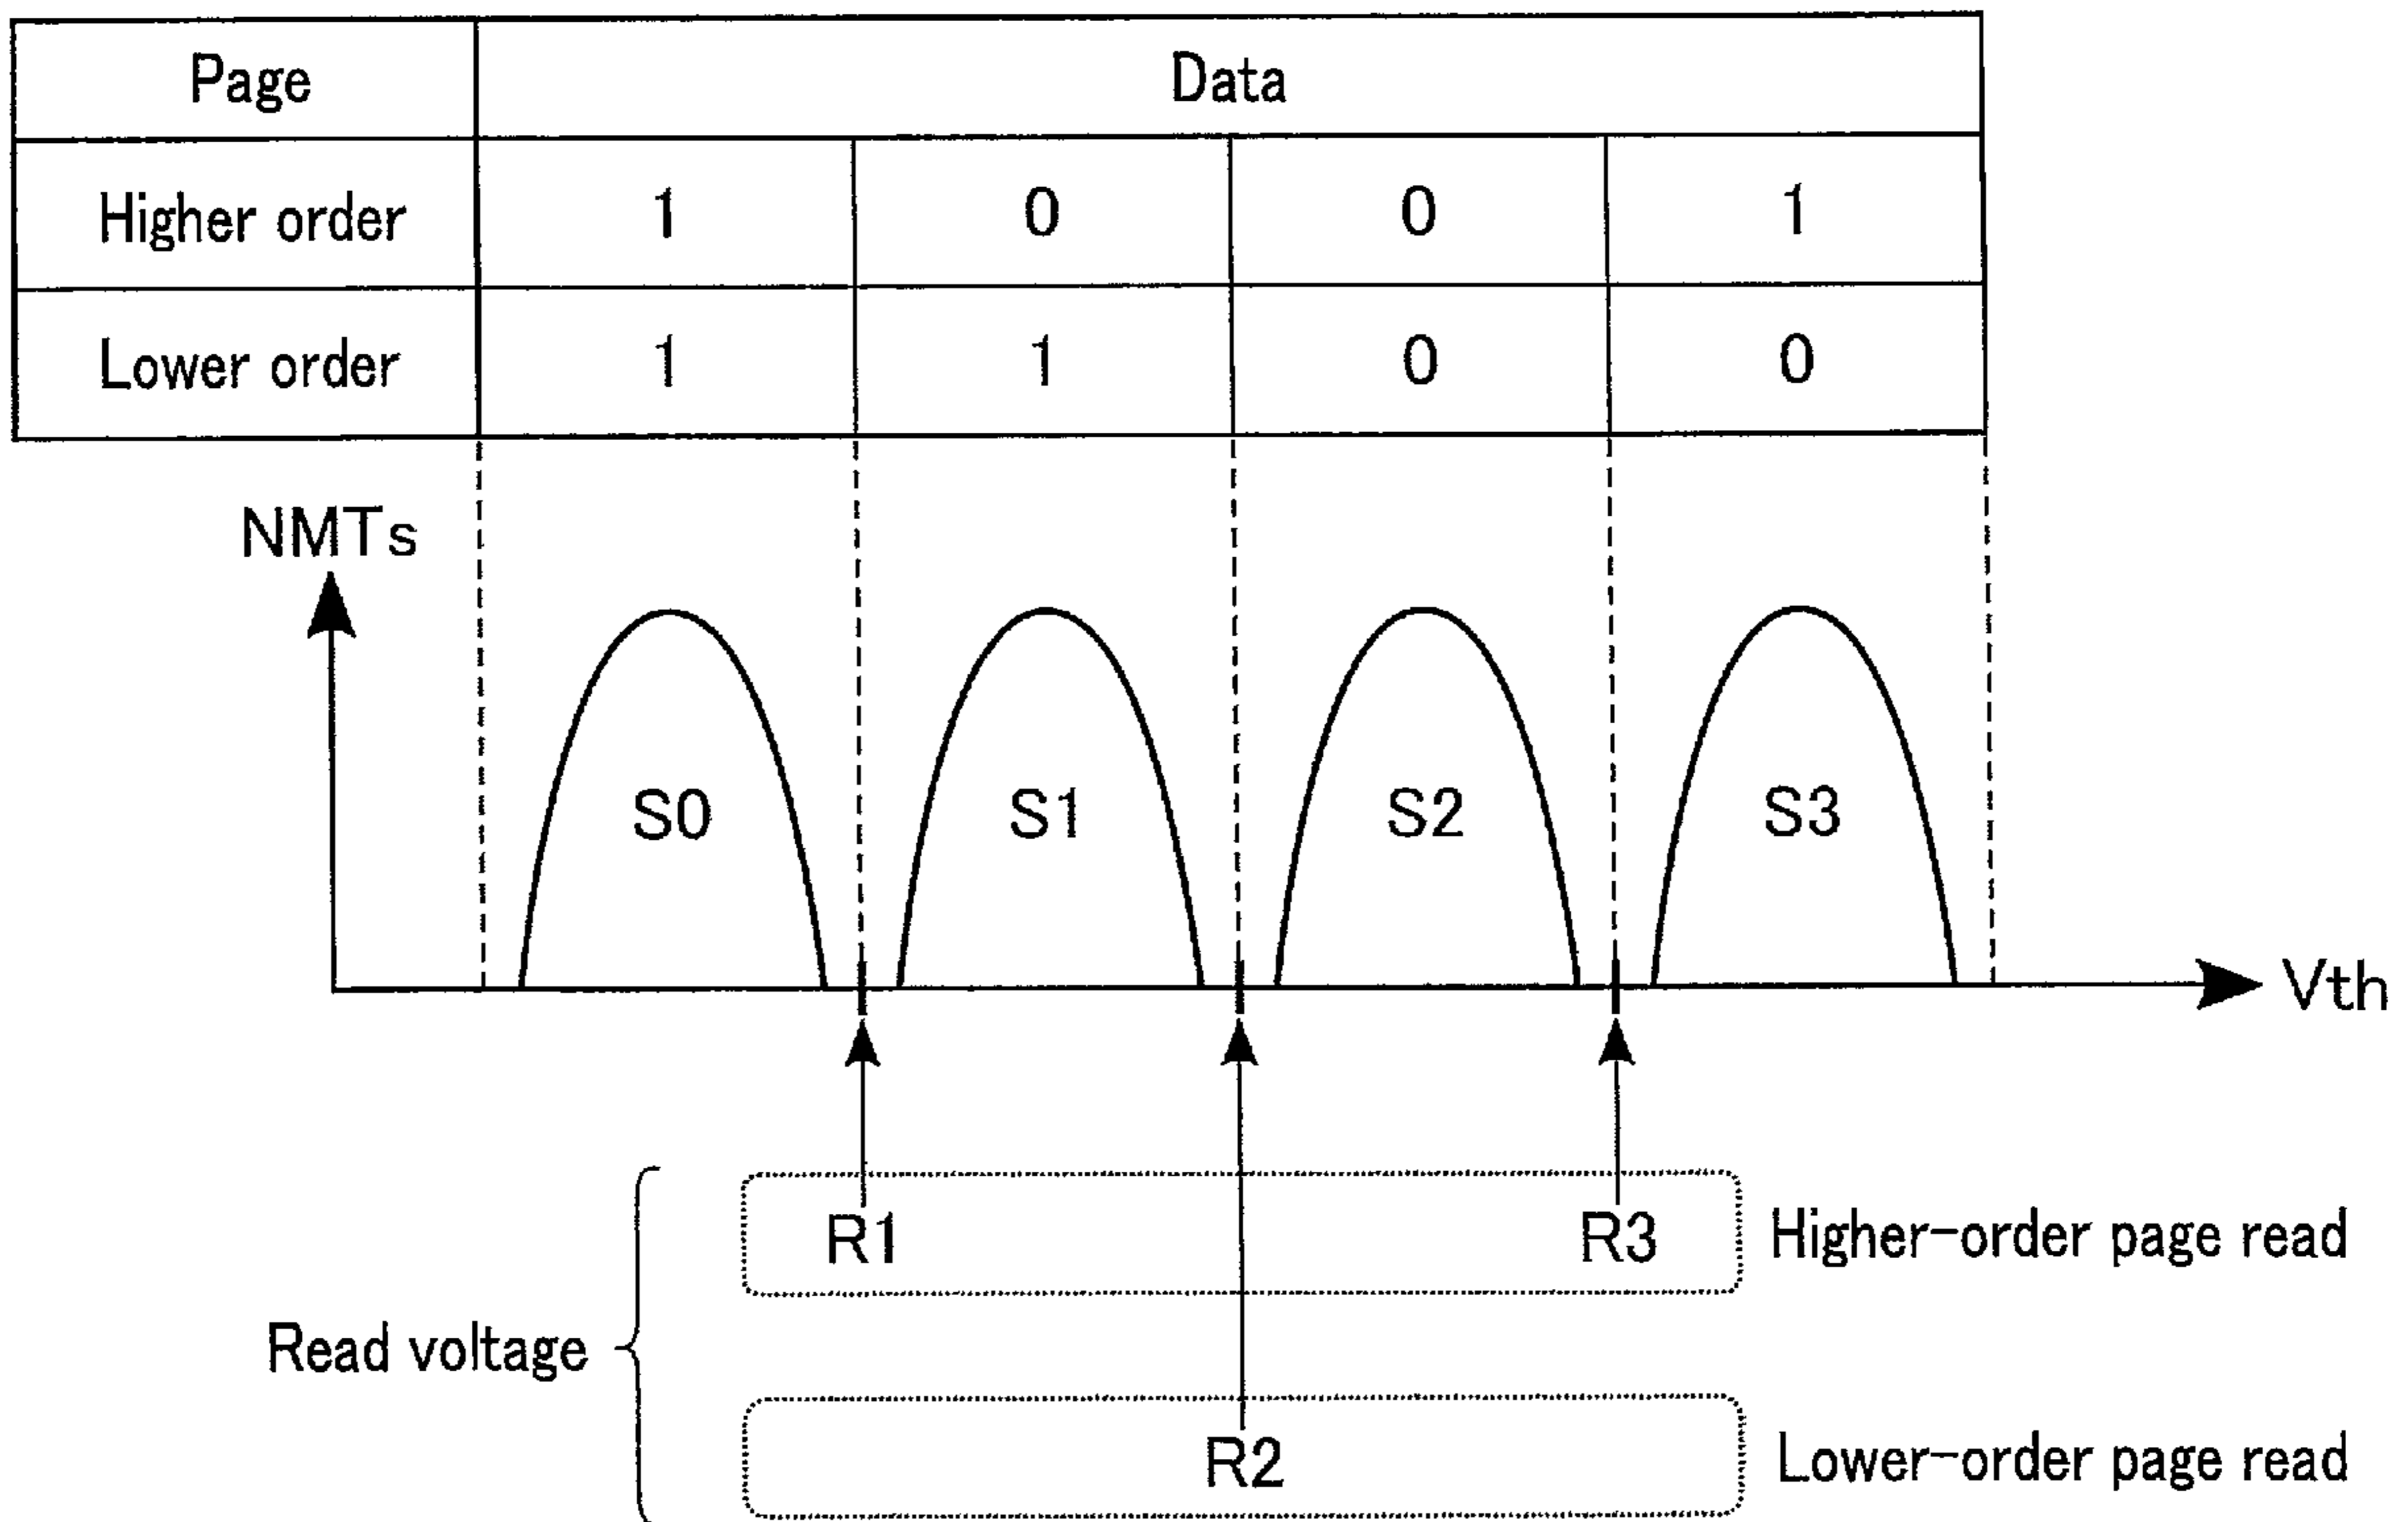 Page Data
Higher order 1 0 0 1
Lower order 1 1 0 0
NMTs
S0 S1 S2 S3
Vth
R1 R3 Higher-order page read
Read voltage
R2 Lower-order page read